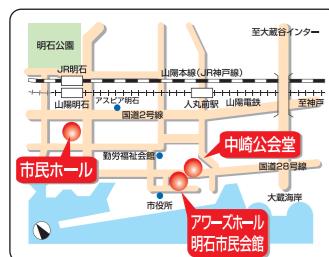 至大蔵谷インター
明石公園
JR明石
山陽本線(JR神戸線)
山陽明石
アスピア明石
人丸前駅
山陽電鉄
至神戸
国道2号線
中崎公会堂
市民ホール
勤労福祉会館
国道28号線
市役所
大蔵海岸
アワーズホール
明石市民会館